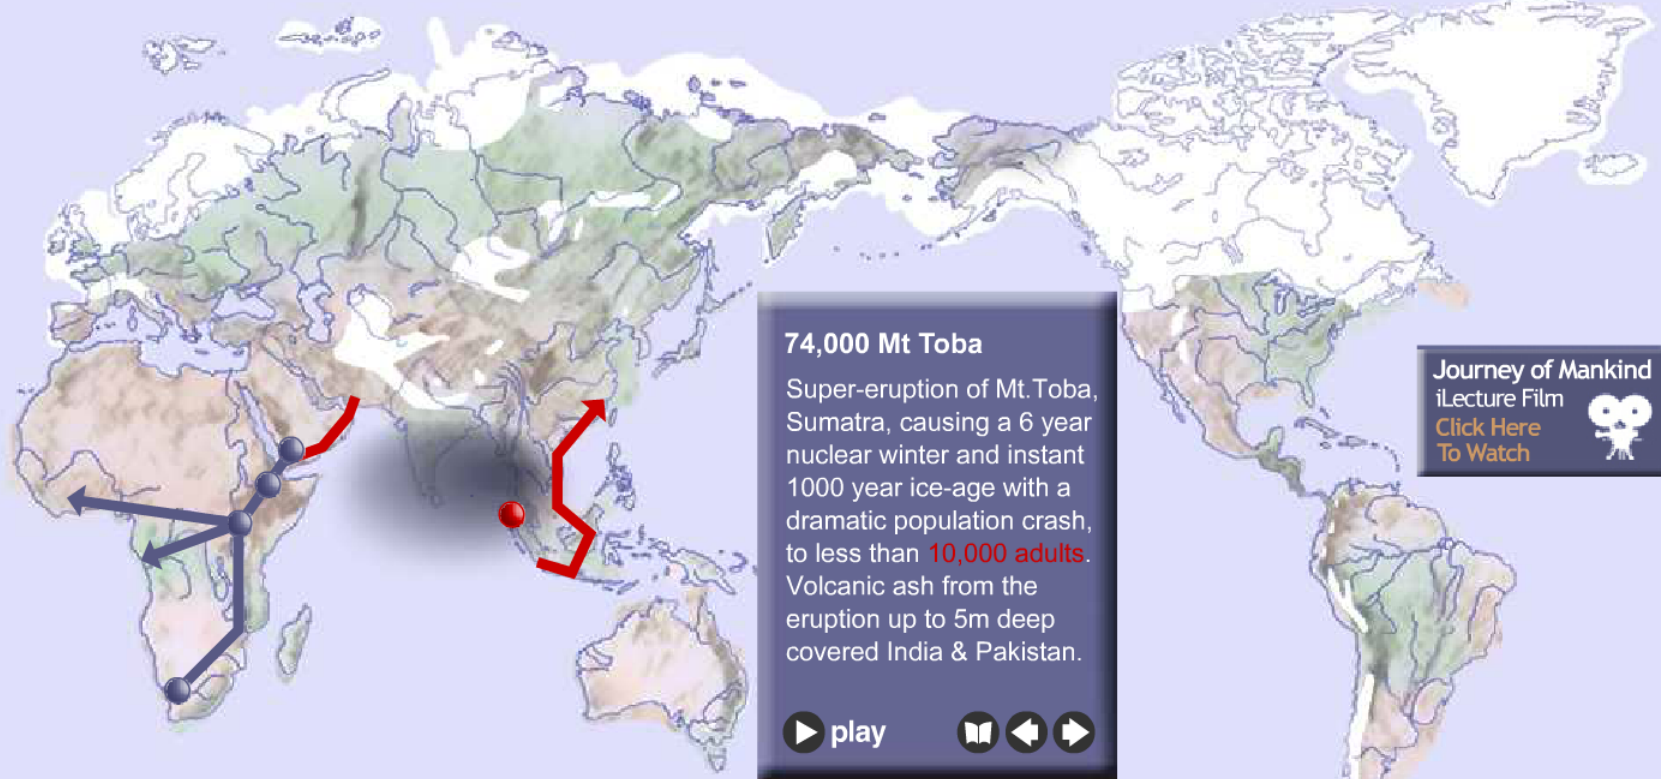 74,000 Mt Toba
Super-eruption of Mt.Toba,
Sumatra, causing a 6 year
nuclear winter and instant
1000 year ice-age with a
dramatic population crash,
to less than 10,000 adults.
Volcanic ash from the
eruption up to 5m deep
covered India & Pakistan.
play
Journey of Mankind
iLecture Film
Click Here
To Watch